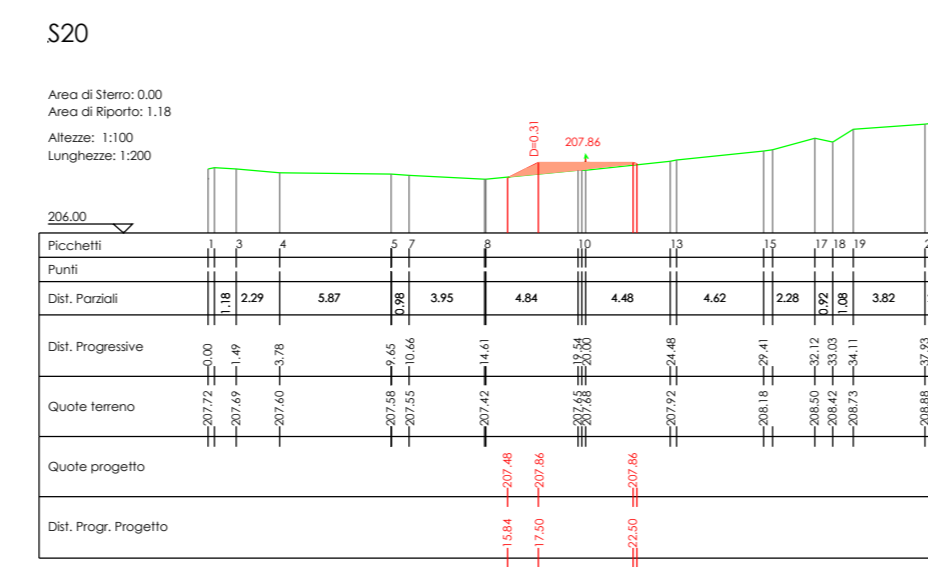 S20
Area di Sterro: 0.00
Area di Riporto: 1.18
Altezze: 1:100
Lunghezze: 1:200
D=0.31
207.86
206.00
Picchetti 1 3 4 5 7 8 10 13 15 17 18 19
Punti
Dist. Parziali 1.18 2.29 5.87 0.98 3.95 4.84 4.48 4.62 2.28 0.92 1.08 3.82
Dist. Progressive 0.00 1.49 3.78 9.65 10.66 14.61 19.54 20.00 24.48 29.41 32.12 33.03 34.11 37.93
Quote terreno 207.72 207.69 207.60 207.58 207.55 207.42 207.65 207.68 207.92 208.18 208.50 208.42 208.73 208.88
Quote progetto 207.48 207.86 207.86
Dist. Progr. Progetto 15.84 17.50 22.50